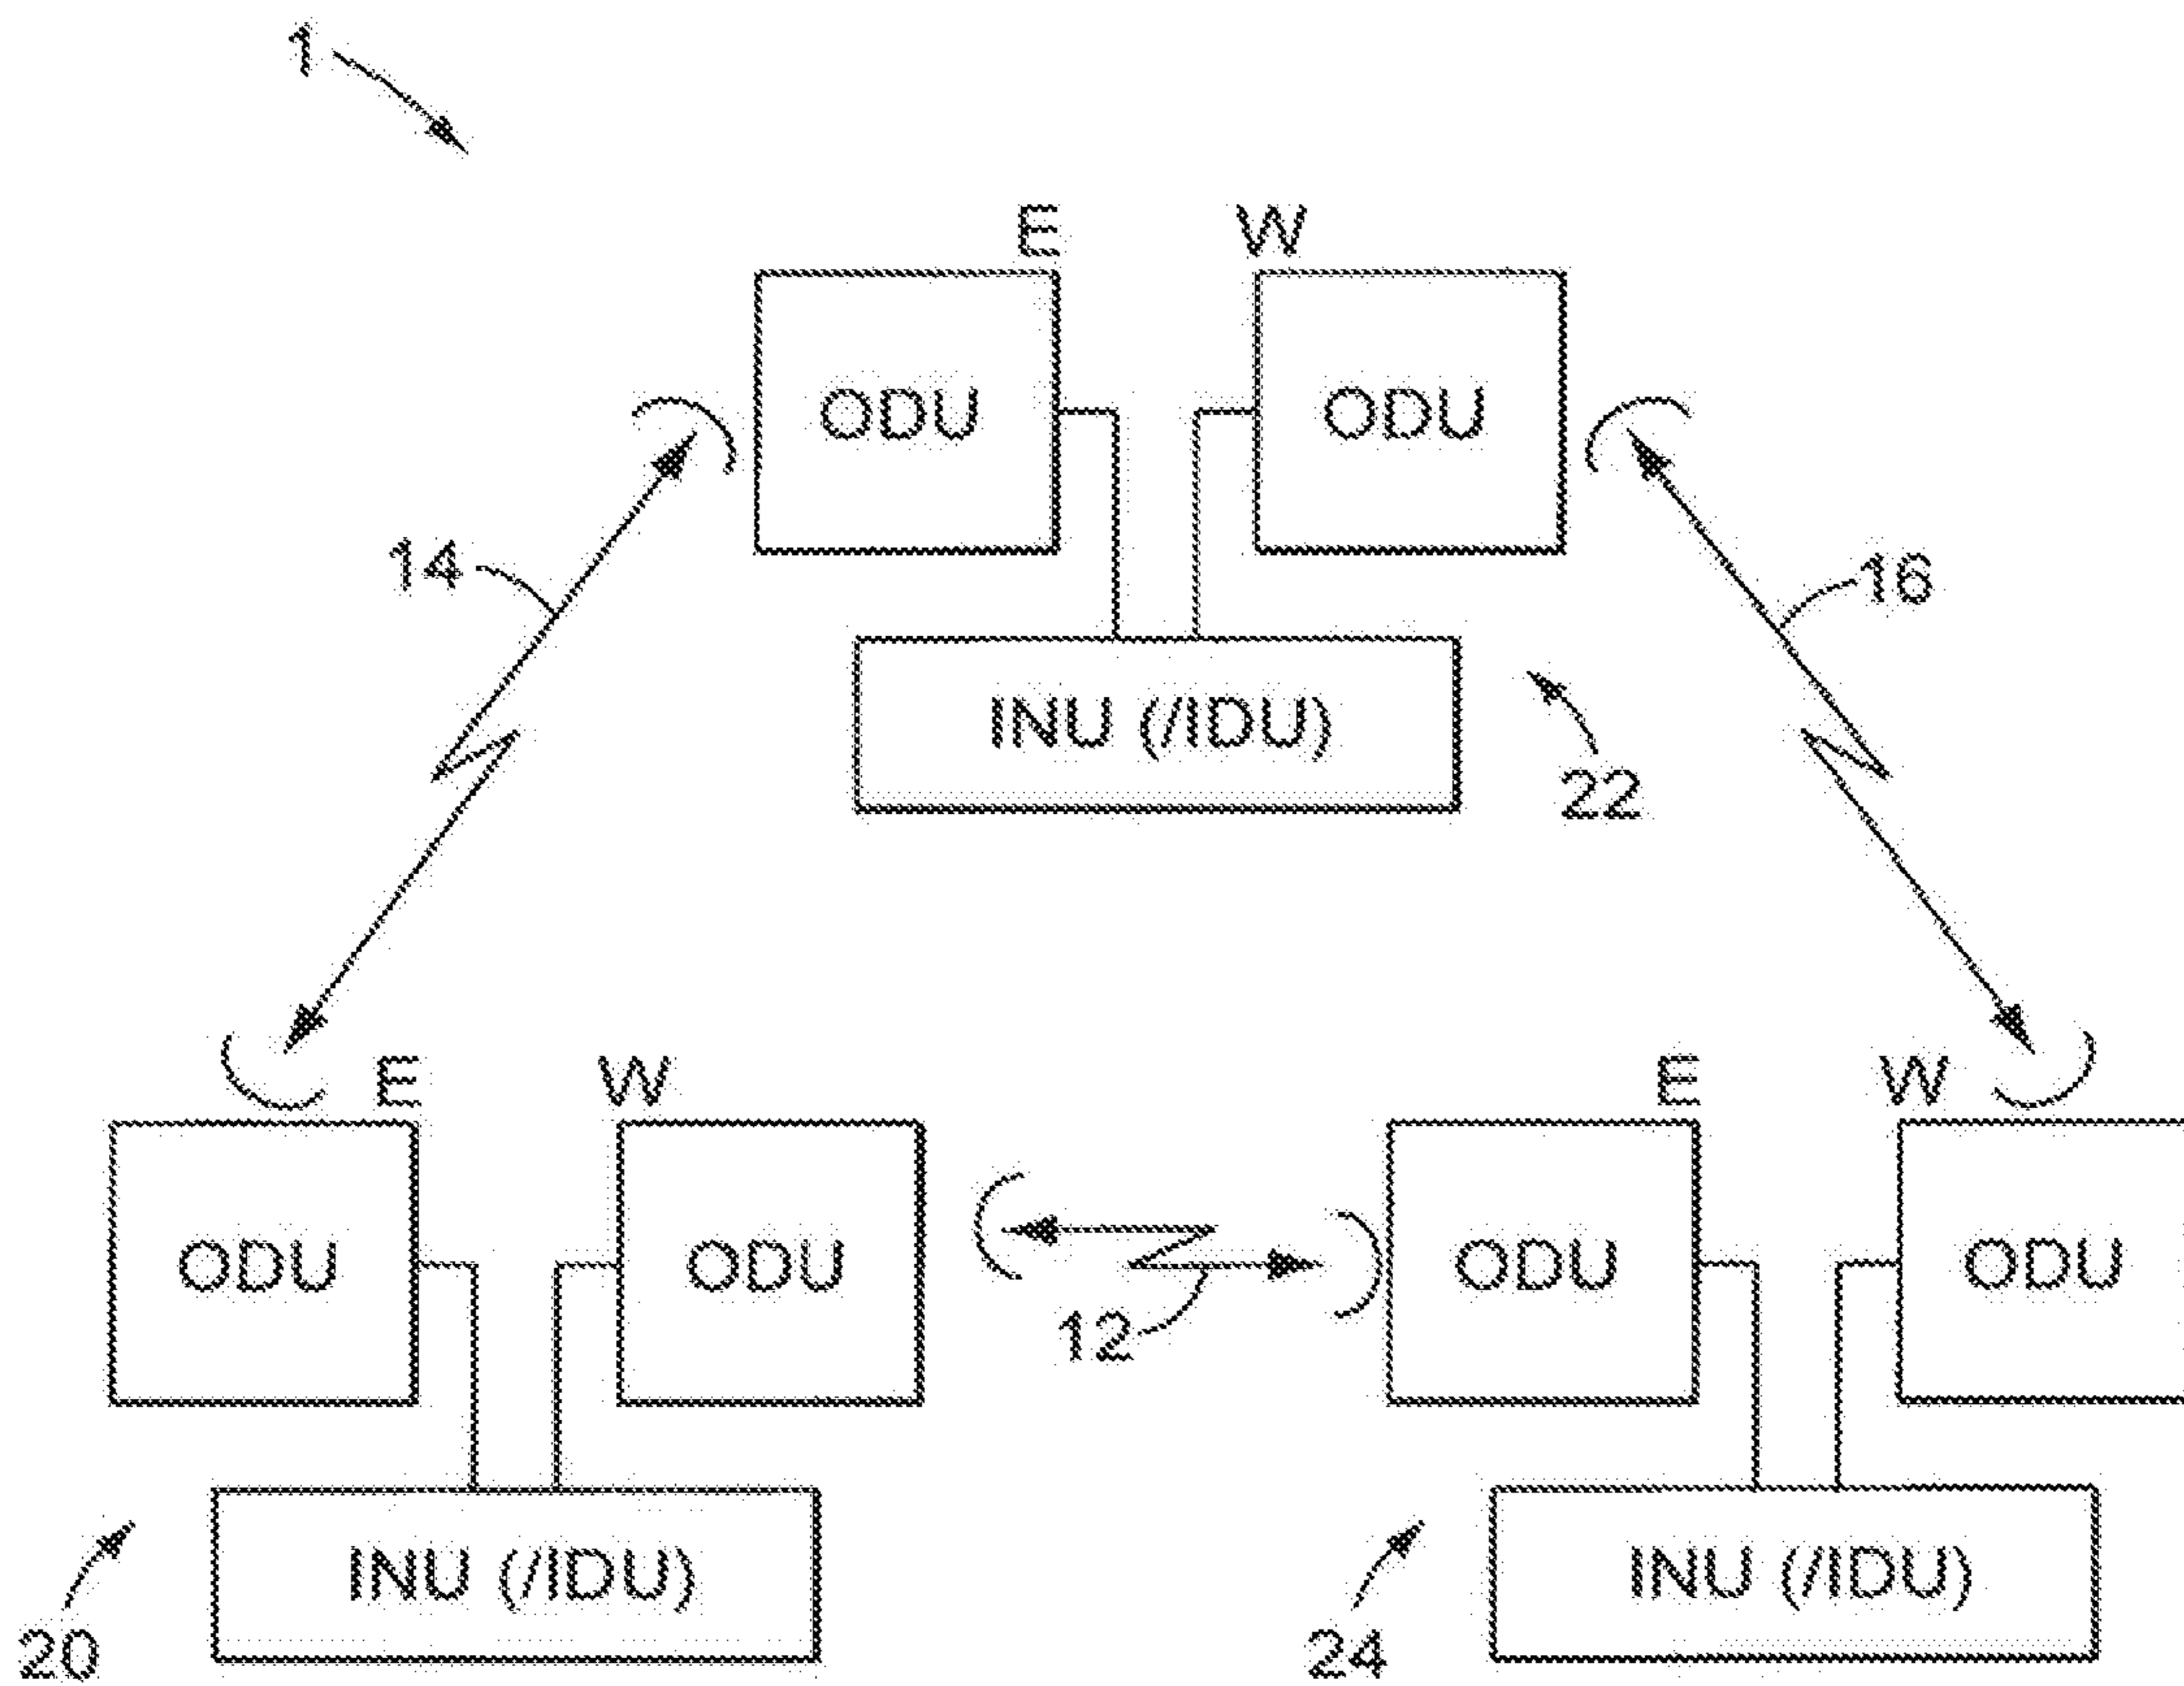 1
E W
ODU ODU
14 16
INU (/IDU)
22
E W E W
ODU ODU ODU ODU
12
INU (/IDU) INU (/IDU)
20 24